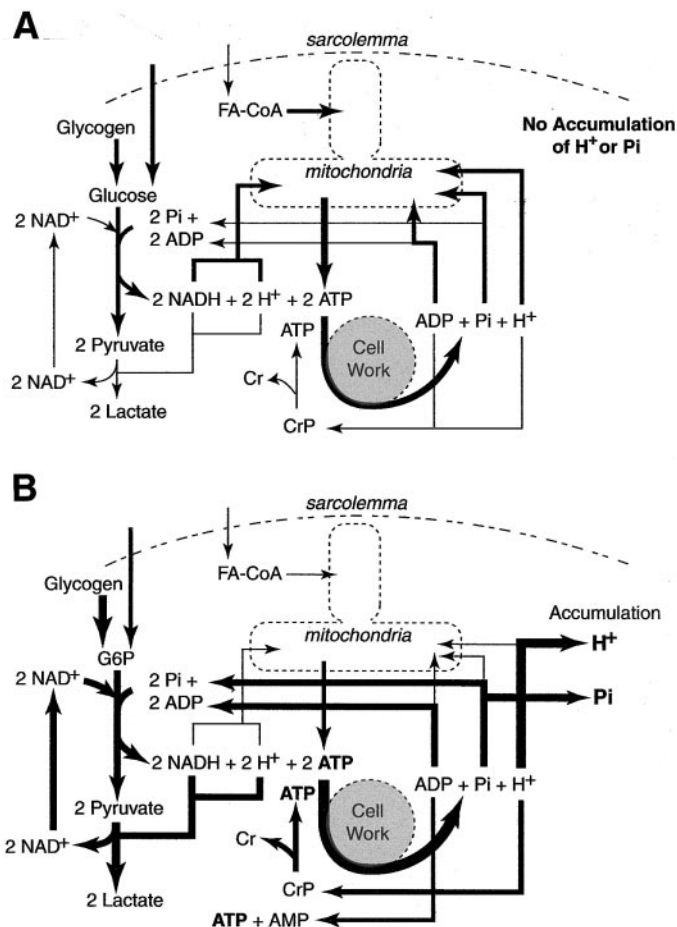 A
sarcolemma
FA-CoA
Glycogen
No Accumulation
of H⁺ or Pi
mitochondria
Glucose
2 NAD⁺
2 Pi +
2 ADP
2 NADH + 2 H⁺ + 2 ATP
ADP + Pi + H⁺
ATP
2 Pyruvate
Cell
Work
Cr
2 NAD⁺
2 Lactate
CrP
B
sarcolemma
FA-CoA
Glycogen
Accumulation
mitochondria
H⁺
G6P
2 NAD⁺
2 Pi +
2 ADP
Pi
2 NADH + 2 H⁺ + 2 ATP
ADP + Pi + H⁺
ATP
2 Pyruvate
Cell
Work
Cr
2 NAD⁺
CrP
2 Lactate
ATP + AMP